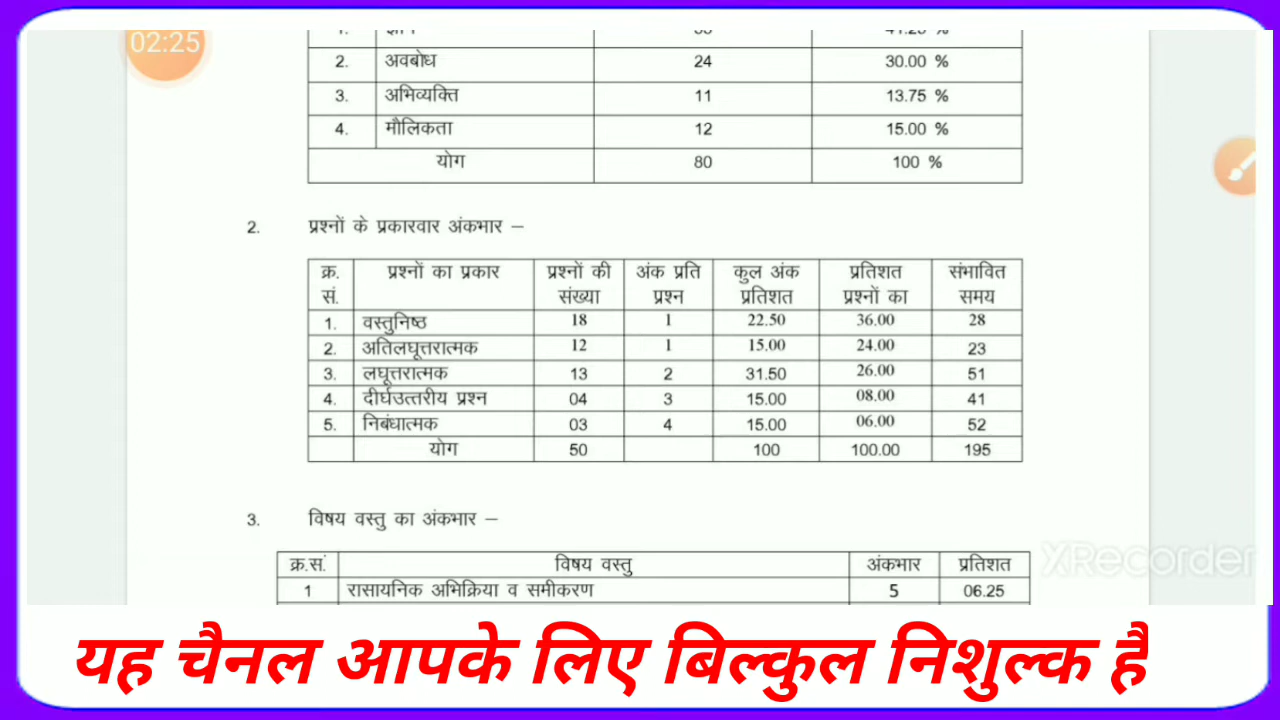 02:25
2. अवबोध 24 30.00 %
3. अभिव्यक्ति 11 13.75 %
4. मौलिकता 12 15.00 %
योग 80 100 %
2. प्रश्नों के प्रकारवार अंकभार –
क्र. सं. प्रश्नों का प्रकार प्रश्नों की संख्या अंक प्रति प्रश्न कुल अंक प्रतिशत प्रतिशत प्रश्नों का संभावित समय
1. वस्तुनिष्ठ 18 1 22.50 36.00 28
2. अतिलघूत्तरात्मक 12 1 15.00 24.00 23
3. लघूत्तरात्मक 13 2 31.50 26.00 51
4. दीर्घउत्तरीय प्रश्न 04 3 15.00 08.00 41
5. निबंधात्मक 03 4 15.00 06.00 52
योग 50 100 100.00 195
3. विषय वस्तु का अंकभार –
क्र.सं. विषय वस्तु अंकभार प्रतिशत
1 रासायनिक अभिक्रिया व समीकरण 5 06.25
XRecorder
यह चैनल आपके लिए बिल्कुल निशुल्क है